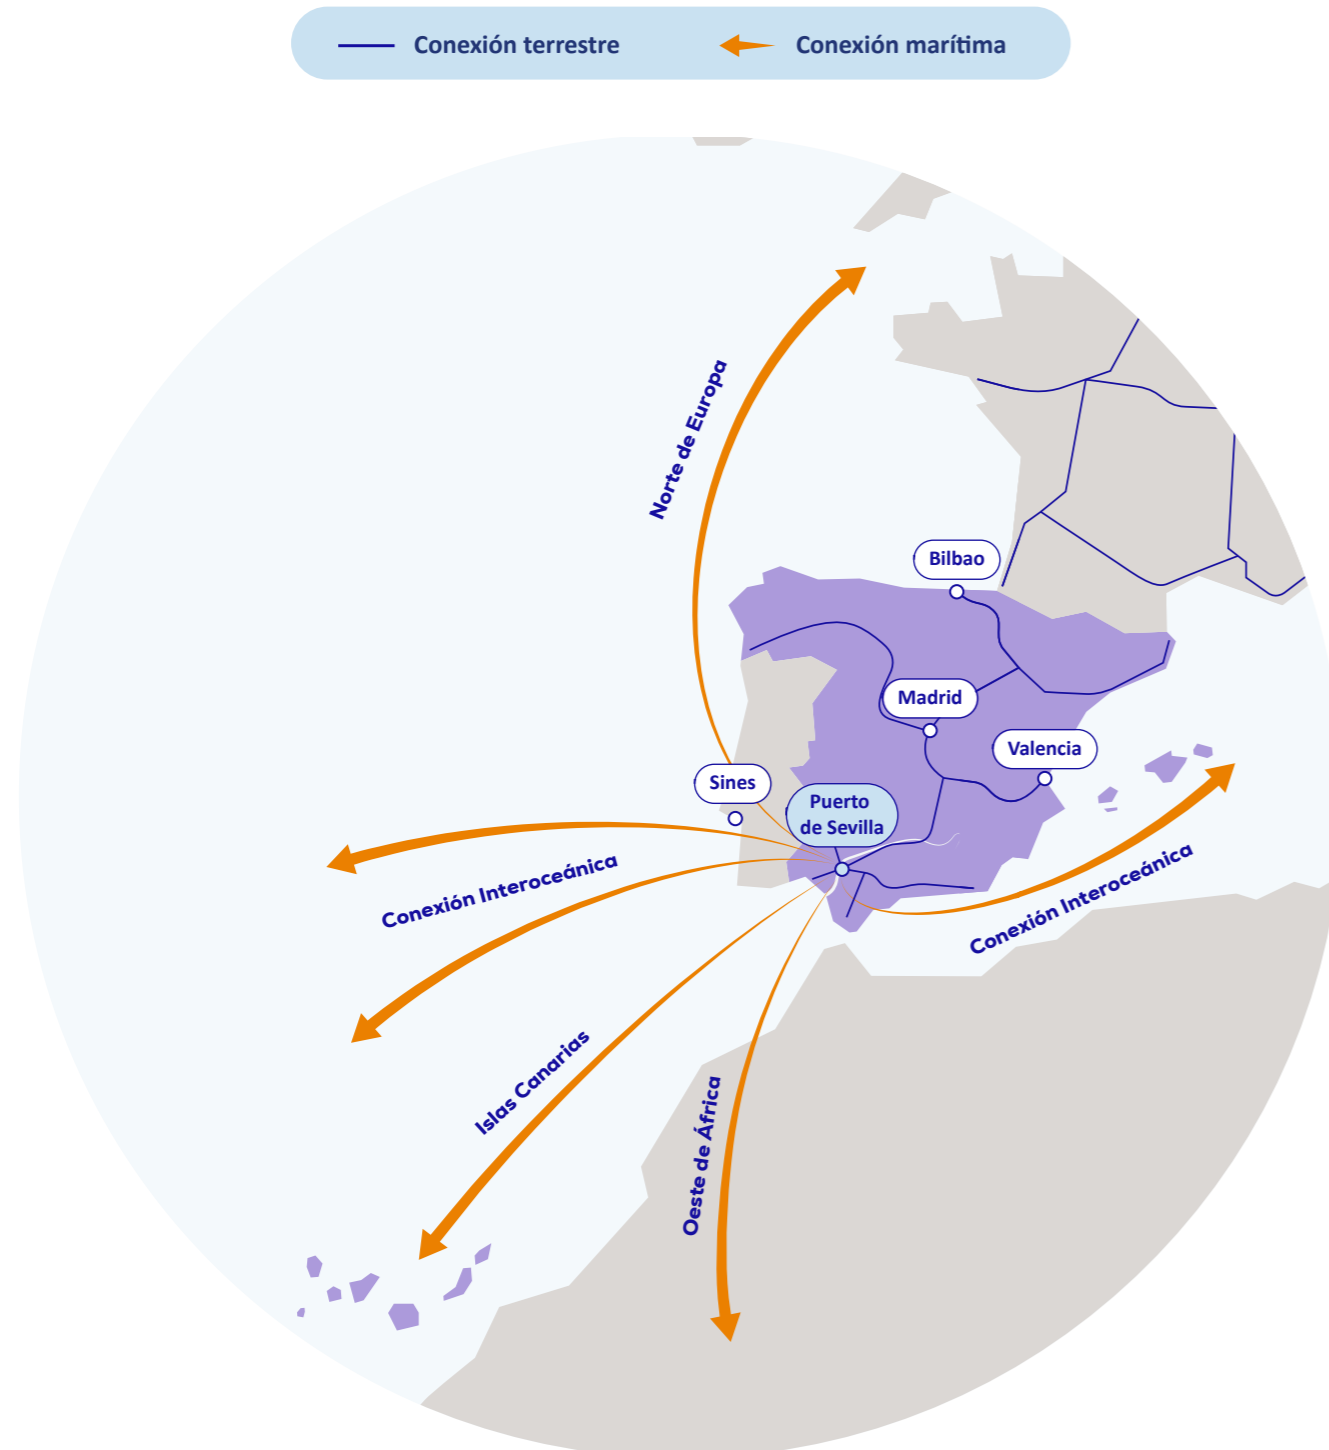 Conexión terrestre
Conexión marítima
Norte de Europa
Bilbao
Madrid
Valencia
Sines
Puerto
de Sevilla
Conexión Interoceánica
Conexión Interoceánica
Islas Canarias
Oeste de África